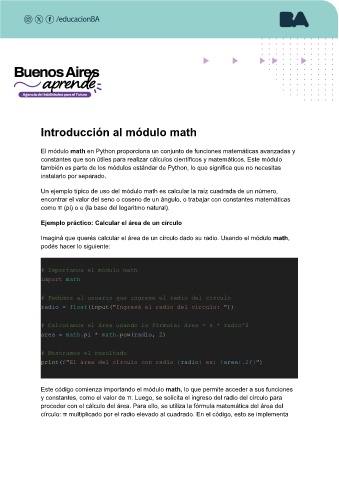 /educacionBA
BA
Buenos Aires
aprende
Agencia de Habilidades para el Futuro
Introducción al módulo math
El módulo math en Python proporciona un conjunto de funciones matemáticas avanzadas y
constantes que son útiles para realizar cálculos científicos y matemáticos. Este módulo
también es parte de los módulos estándar de Python, lo que significa que no necesitas
instalarlo por separado.
Un ejemplo típico de uso del módulo math es calcular la raíz cuadrada de un número,
encontrar el valor del seno o coseno de un ángulo, o trabajar con constantes matemáticas
como π (pi) o e (la base del logaritmo natural).
Ejemplo práctico: Calcular el área de un círculo
Imaginá que querés calcular el área de un círculo dado su radio. Usando el módulo math,
podés hacer lo siguiente:
# Importamos el módulo math
import math
# Pedimos al usuario que ingrese el radio del círculo
radio = float(input("Ingresá el radio del círculo: "))
# Calculamos el área usando la fórmula: área = π * radio^2
area = math.pi * math.pow(radio, 2)
# Mostramos el resultado
print(f"El área del círculo con radio {radio} es: {area:.2f}")
Este código comienza importando el módulo math, lo que permite acceder a sus funciones
y constantes, como el valor de π. Luego, se solicita el ingreso del radio del círculo para
proceder con el cálculo del área. Para ello, se utiliza la fórmula matemática del área del
círculo: π multiplicado por el radio elevado al cuadrado. En el código, esto se implementa